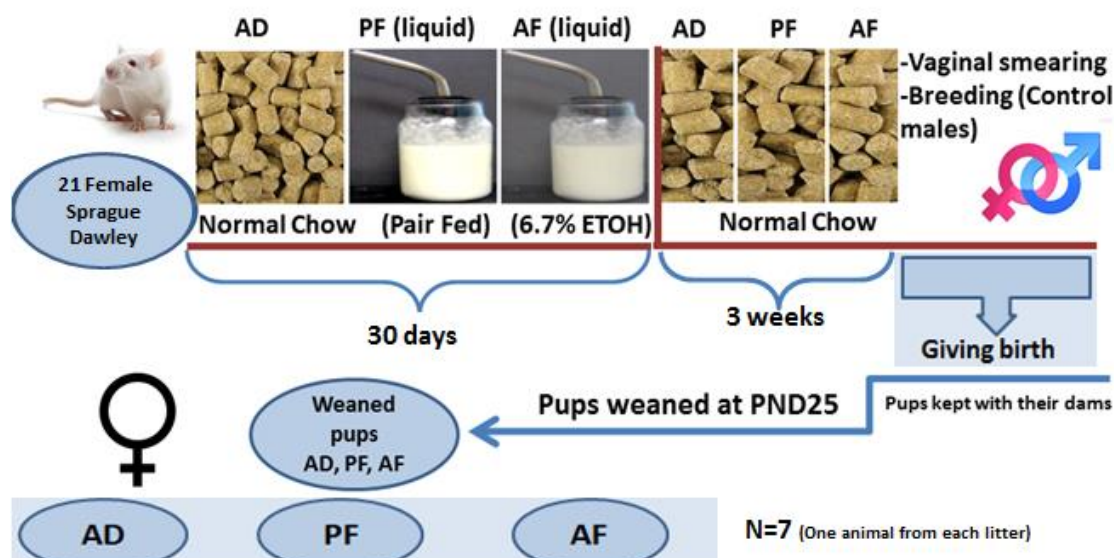 AD PF (liquid) AF (liquid) AD PF AF
-Vaginal smearing
-Breeding (Control
males)
21 Female
Sprague
Dawley
Normal Chow (Pair Fed) (6.7% ETOH) Normal Chow
30 days
3 weeks
Giving birth
Pups weaned at PND25
Pups kept with their dams
Weaned
pups
AD, PF, AF
AD PF AF
N=7 (One animal from each litter)